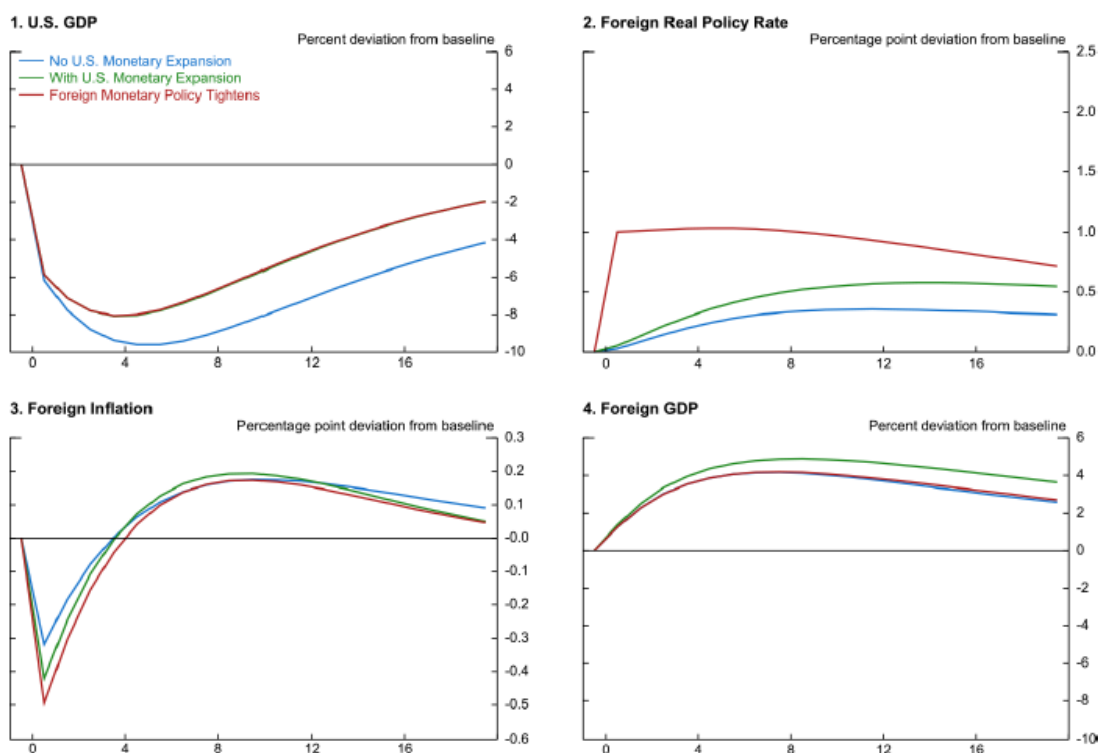 1. U.S. GDP
Percent deviation from baseline
No U.S. Monetary Expansion
With U.S. Monetary Expansion
Foreign Monetary Policy Tightens
6
4
2
0
-2
-4
-6
-8
-10
0 4 8 12 16
2. Foreign Real Policy Rate
Percentage point deviation from baseline
2.5
2.0
1.5
1.0
0.5
0.0
0 4 8 12 16
3. Foreign Inflation
Percentage point deviation from baseline
0.3
0.2
0.1
-0.0
-0.1
-0.2
-0.3
-0.4
-0.5
-0.6
0 4 8 12 16
4. Foreign GDP
Percent deviation from baseline
6
4
2
0
-2
-4
-6
-8
-10
0 4 8 12 16